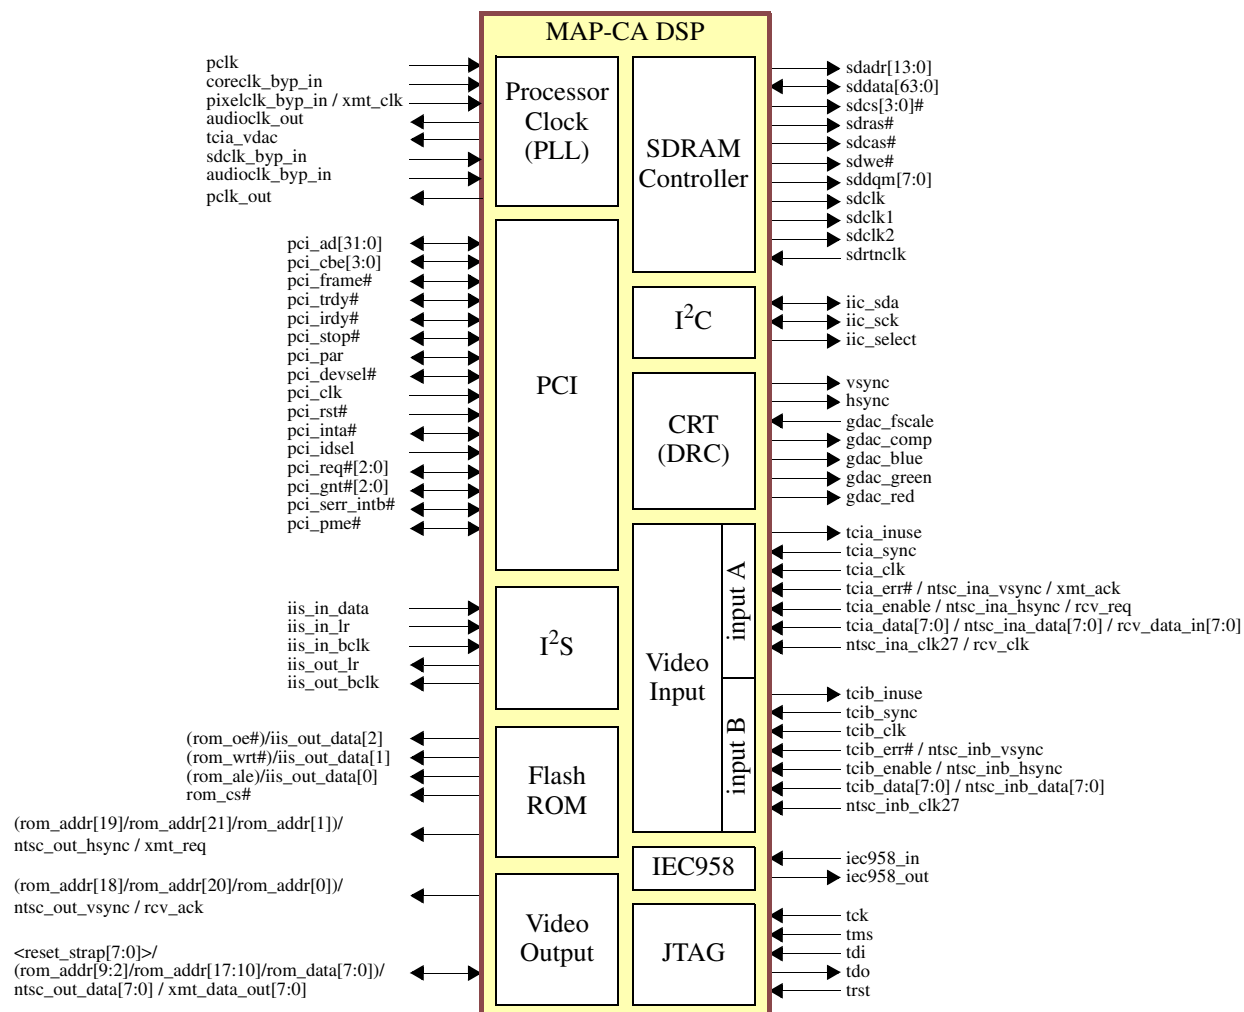 MAP-CA DSP
pclk
coreclk_byp_in
pixelclk_byp_in / xmt_clk
audioclk_out
tcia_vdac
sdclk_byp_in
audioclk_byp_in
pclk_out
Processor
Clock
(PLL)
pci_ad[31:0]
pci_cbe[3:0]
pci_frame#
pci_trdy#
pci_irdy#
pci_stop#
pci_par
pci_devsel#
pci_clk
pci_rst#
pci_inta#
pci_idsel
pci_req#[2:0]
pci_gnt#[2:0]
pci_serr_intb#
pci_pme#
PCI
iis_in_data
iis_in_lr
iis_in_bclk
iis_out_lr
iis_out_bclk
I2S
(rom_oe#)/iis_out_data[2]
(rom_wrt#)/iis_out_data[1]
(rom_ale)/iis_out_data[0]
rom_cs#
Flash
ROM
(rom_addr[19]/rom_addr[21]/rom_addr[1])/
ntsc_out_hsync / xmt_req
(rom_addr[18]/rom_addr[20]/rom_addr[0])/
ntsc_out_vsync / rcv_ack
<reset_strap[7:0]>/
(rom_addr[9:2]/rom_addr[17:10]/rom_data[7:0])/
ntsc_out_data[7:0] / xmt_data_out[7:0]
Video
Output
SDRAM
Controller
sdadr[13:0]
sddata[63:0]
sdcs[3:0]#
sdras#
sdcas#
sdwe#
sddqm[7:0]
sdclk
sdclk1
sdclk2
sdrtnclk
I2C
iic_sda
iic_sck
iic_select
CRT
(DRC)
vsync
hsync
gdac_fscale
gdac_comp
gdac_blue
gdac_green
gdac_red
Video
Input
input A
tcia_inuse
tcia_sync
tcia_clk
tcia_err# / ntsc_ina_vsync / xmt_ack
tcia_enable / ntsc_ina_hsync / rcv_req
tcia_data[7:0] / ntsc_ina_data[7:0] / rcv_data_in[7:0]
ntsc_ina_clk27 / rcv_clk
input B
tcib_inuse
tcib_sync
tcib_clk
tcib_err# / ntsc_inb_vsync
tcib_enable / ntsc_inb_hsync
tcib_data[7:0] / ntsc_inb_data[7:0]
ntsc_inb_clk27
IEC958
iec958_in
iec958_out
JTAG
tck
tms
tdi
tdo
trst